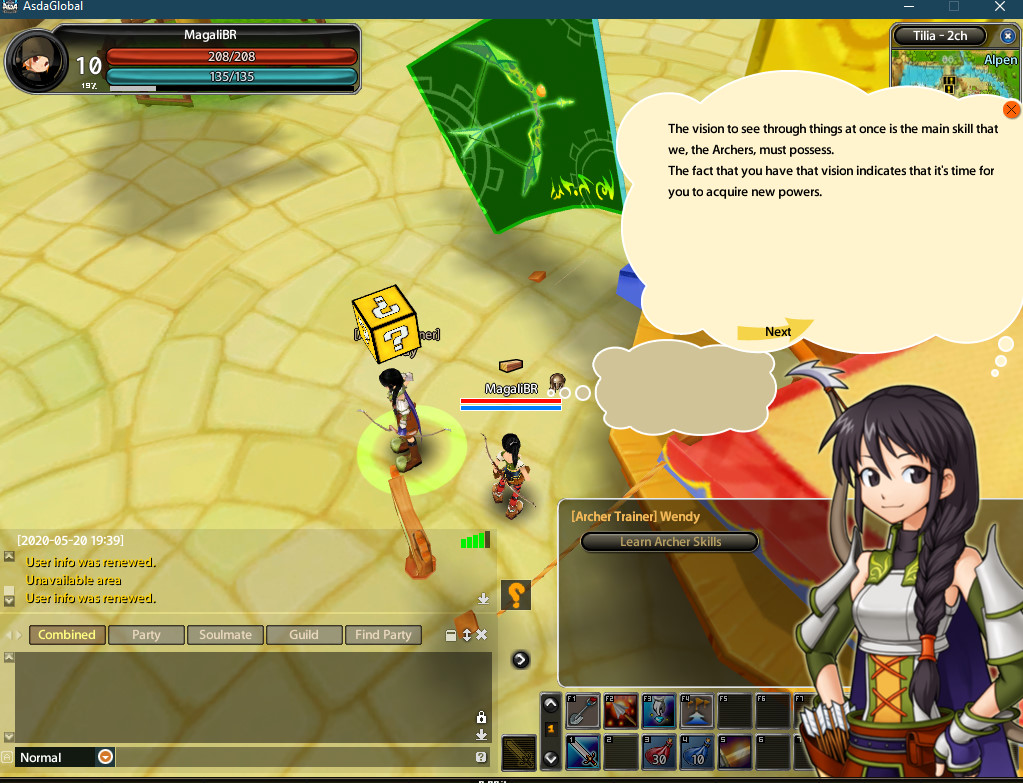 AsdaGlobal
MagaliBR
208/208
10
135/135
19%
Tilia - 2ch
Alpen
The vision to see through things at once is the main skill that
we, the Archers, must possess.
The fact that you have that vision indicates that it's time for
you to acquire new powers.
Next
MagaliBR
[Archer Trainer] Wendy
Learn Archer Skills
[2020-05-20 19:39]
User info was renewed.
Unavailable area
User info was renewed.
Combined
Party
Soulmate
Guild
Find Party
Normal
1
F1
F2
F3
F4
F5
F6
F7
1
2
3
4
5
6
30
10